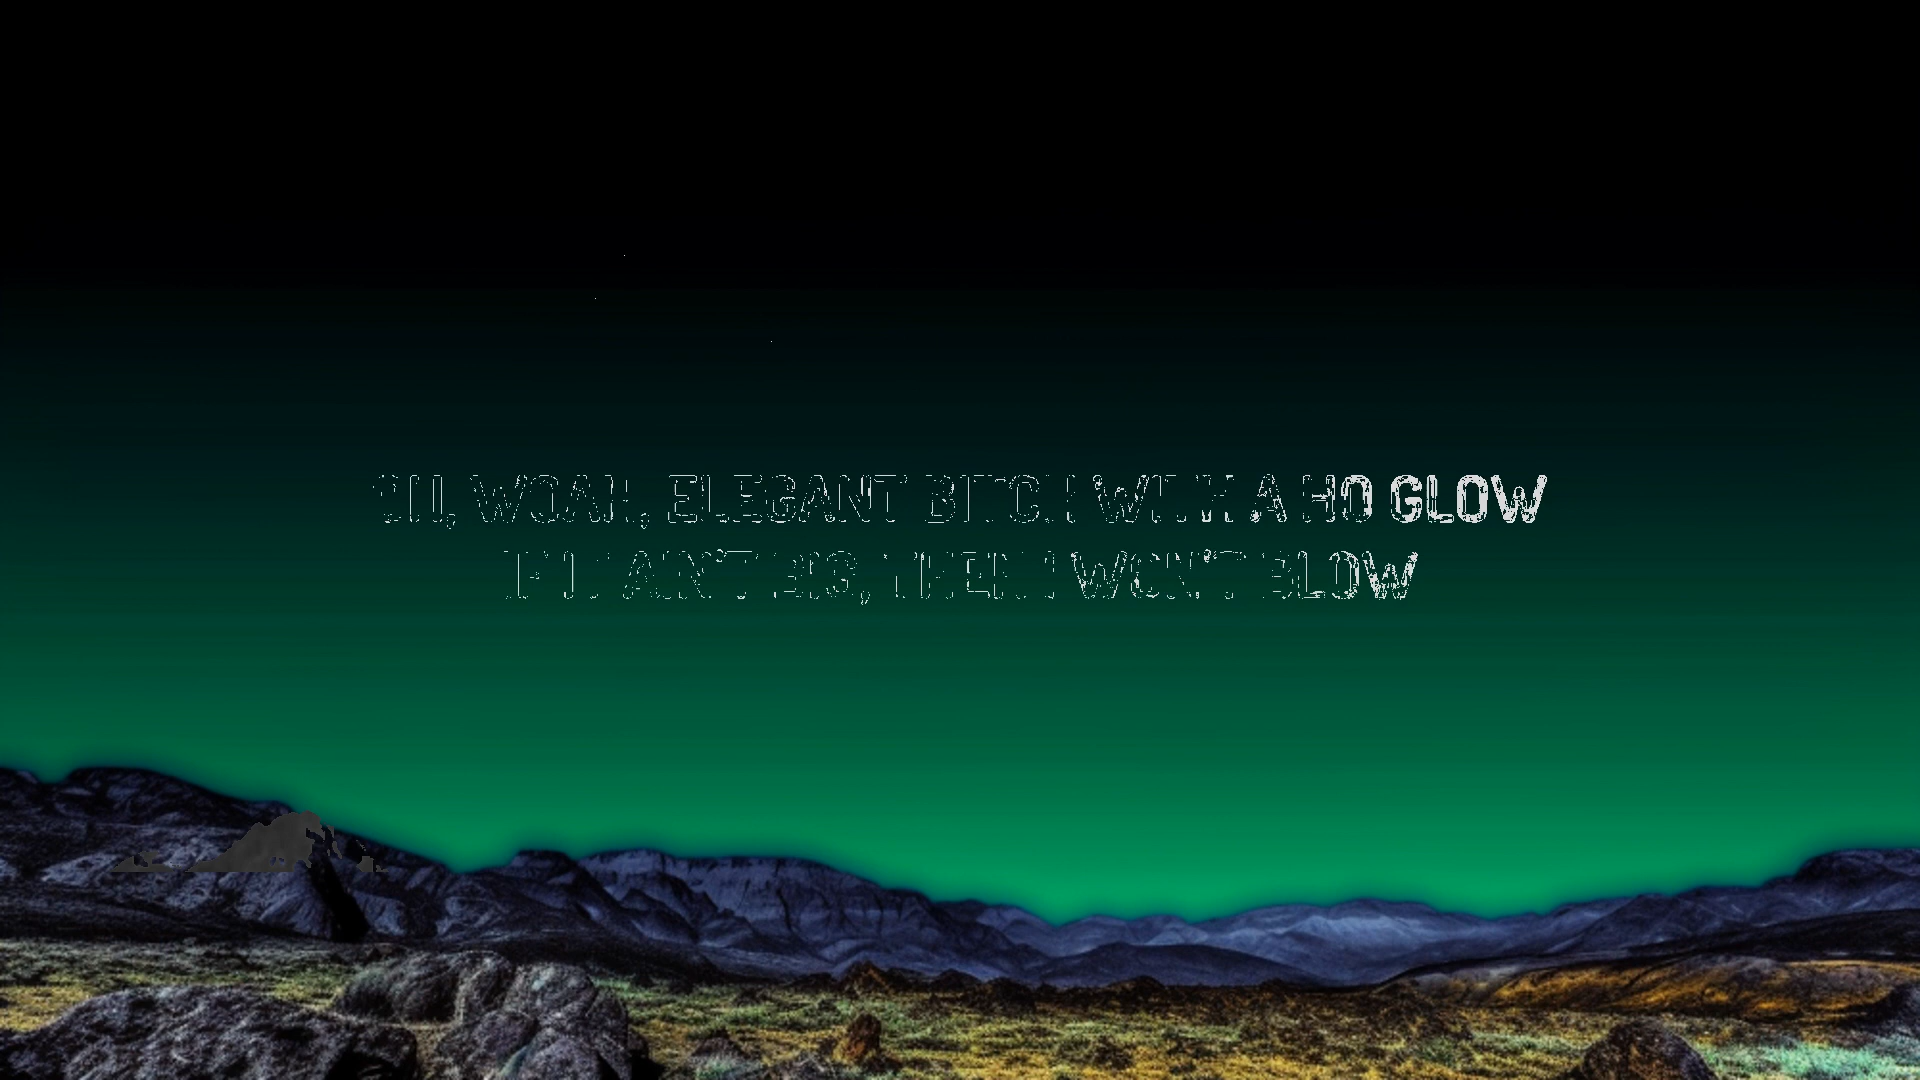 OH, WOAH, ELEGANT BITCH WITH A HO GLOW
IF IT AIN'T BIG, THEN I WON'T BLOW